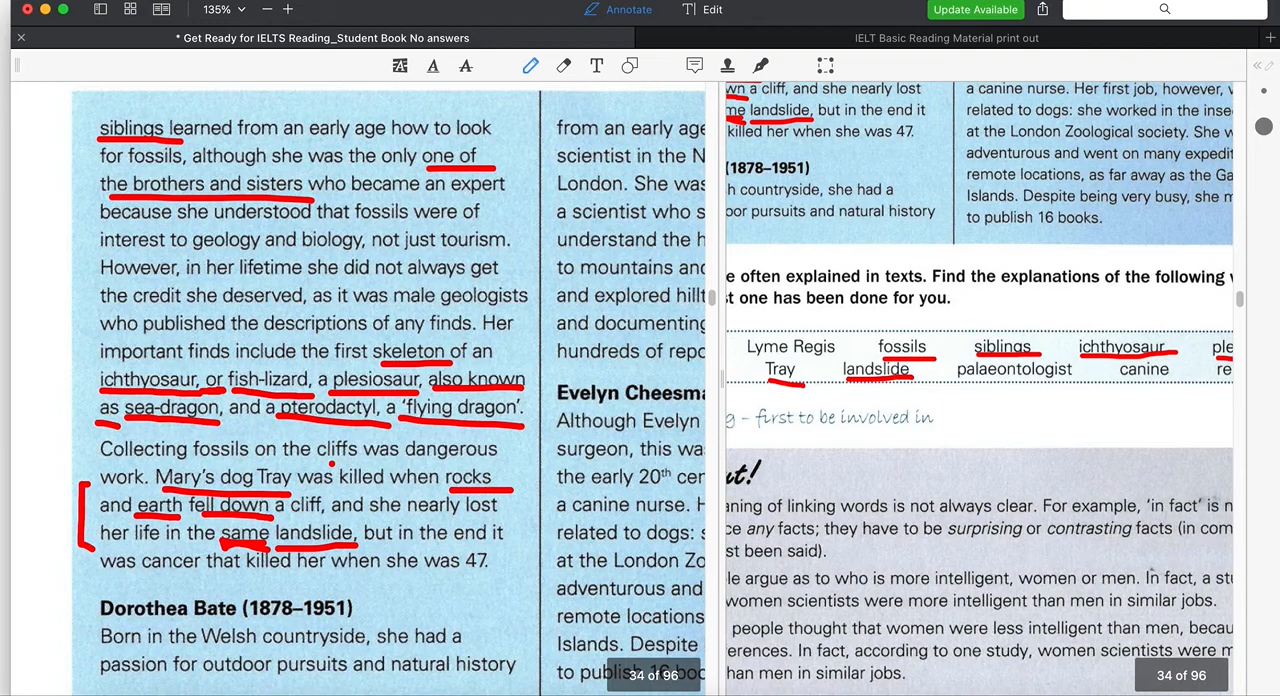 135%
Annotate
Edit
Update Available
* Get Ready for IELTS Reading_Student Book No answers
IELT Basic Reading Material print out
siblings learned from an early age how to look
for fossils, although she was the only one of
the brothers and sisters who became an expert
because she understood that fossils were of
interest to geology and biology, not just tourism.
However, in her lifetime she did not always get
the credit she deserved, as it was male geologists
who published the descriptions of any finds. Her
important finds include the first skeleton of an
ichthyosaur, or fish-lizard, a plesiosaur, also known
as sea-dragon, and a pterodactyl, a ‘flying dragon’.
Collecting fossils on the cliffs was dangerous
work. Mary’s dog Tray was killed when rocks
and earth fell down a cliff, and she nearly lost
her life in the same landslide, but in the end it
was cancer that killed her when she was 47.
Dorothea Bate (1878–1951)
Born in the Welsh countryside, she had a
passion for outdoor pursuits and natural history
from an early age
scientist in the N
London. She was
a scientist who s
understand the h
to mountains and
and explored hillt
and documenting
hundreds of repo
Evelyn Cheesma
Although Evelyn
surgeon, this wa
the early 20th cen
a canine nurse. H
related to dogs: s
at the London Zo
adventurous and
remote locations
Islands. Despite
to publish 16 boo
34 of 96
wn a cliff, and she nearly lost
me landslide, but in the end it
killed her when she was 47.
(1878–1951)
h countryside, she had a
oor pursuits and natural history
a canine nurse. Her first job, however, w
related to dogs: she worked in the inse
at the London Zoological society. She w
adventurous and went on many expedit
remote locations, as far away as the Ga
Islands. Despite being very busy, she m
to publish 16 books.
e often explained in texts. Find the explanations of the following
st one has been done for you.
Lyme Regis fossils siblings ichthyosaur ple
Tray landslide palaeontologist canine re
g – first to be involved in
ut!
aning of linking words is not always clear. For example, ‘in fact’ is n
ce any facts; they have to be surprising or contrasting facts (in com
st been said).
le argue as to who is more intelligent, women or men. In fact, a stu
women scientists were more intelligent than men in similar jobs.
people thought that women were less intelligent than men, becau
erences. In fact, according to one study, women scientists were m
han men in similar jobs.
34 of 96